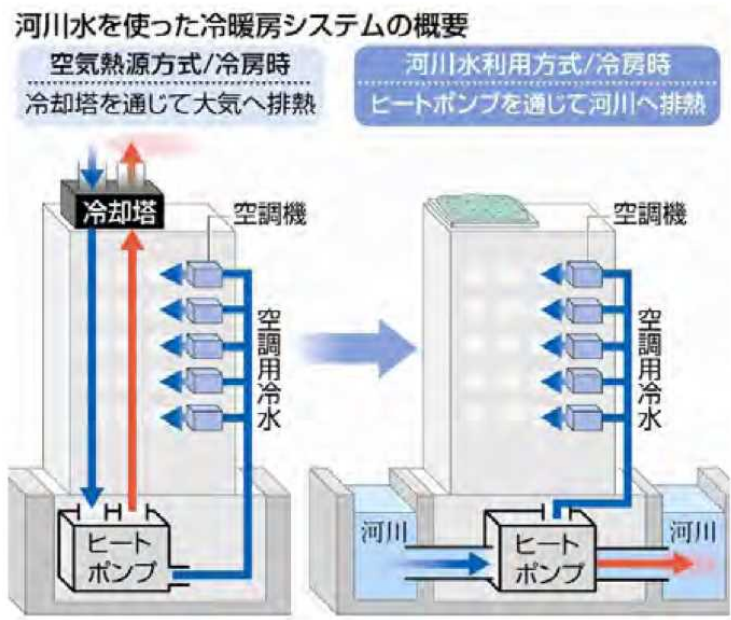 河川水を使った冷暖房システムの概要
空気熱源方式/冷房時
冷却塔を通じて大気へ排熱
河川水利用方式/冷房時
ヒートポンプを通じて河川へ排熱
冷却塔
空調機
空調用冷水
ヒート
ポンプ
空調機
空調用冷水
河川
ヒート
ポンプ
河川